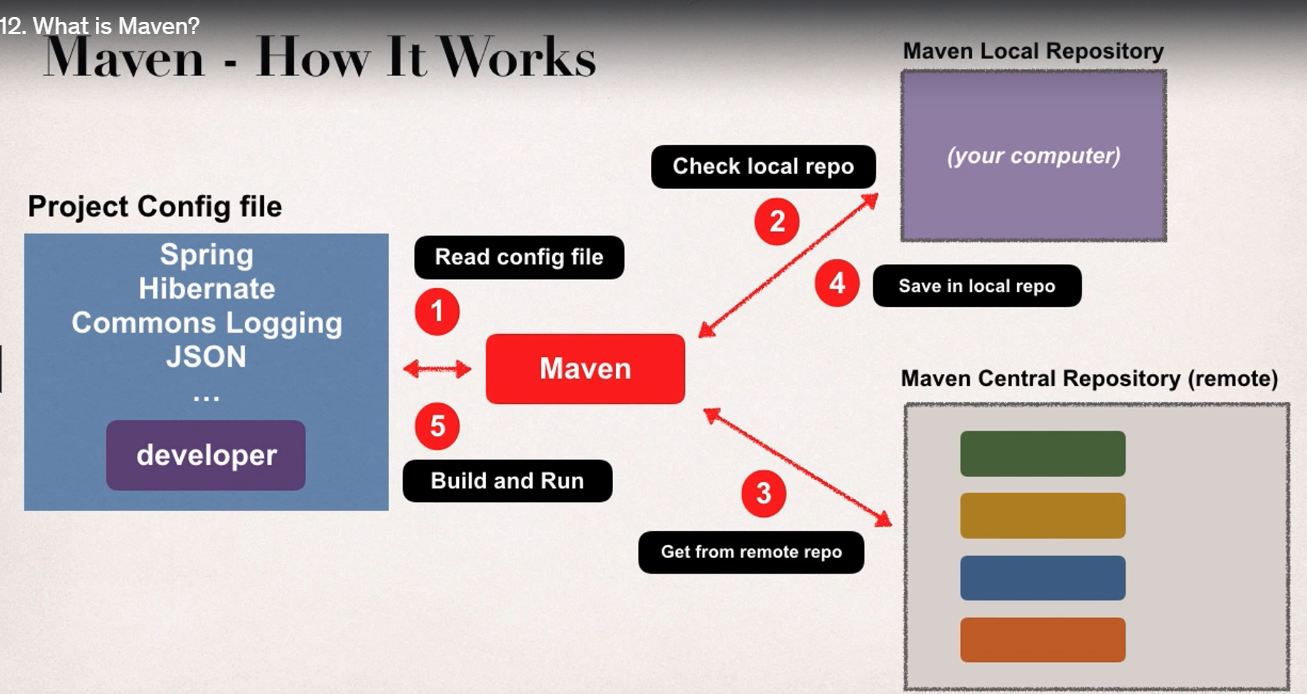 12. What is Maven?
Maven - How It Works
Maven Local Repository
(your computer)
Check local repo
2
4
Save in local repo
Project Config file
Spring
Hibernate
Commons Logging
JSON
...
developer
Read config file
1
Maven
5
Build and Run
3
Get from remote repo
Maven Central Repository (remote)